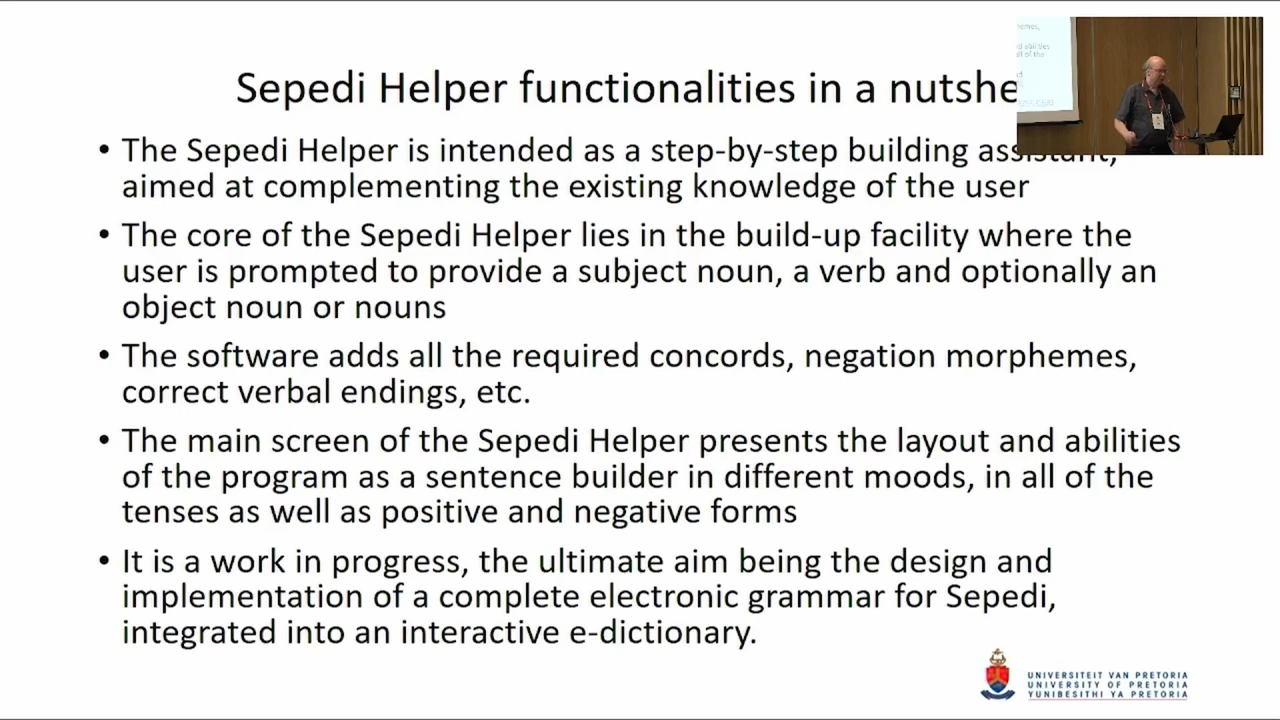 Sepedi Helper functionalities in a nutshe
• The Sepedi Helper is intended as a step-by-step building assistant,
aimed at complementing the existing knowledge of the user
• The core of the Sepedi Helper lies in the build-up facility where the
user is prompted to provide a subject noun, a verb and optionally an
object noun or nouns
• The software adds all the required concords, negation morphemes,
correct verbal endings, etc.
• The main screen of the Sepedi Helper presents the layout and abilities
of the program as a sentence builder in different moods, in all of the
tenses as well as positive and negative forms
• It is a work in progress, the ultimate aim being the design and
implementation of a complete electronic grammar for Sepedi,
integrated into an interactive e-dictionary.
UNIVERSITEIT VAN PRETORIA
UNIVERSITY OF PRETORIA
YUNIBESITHI YA PRETORIA